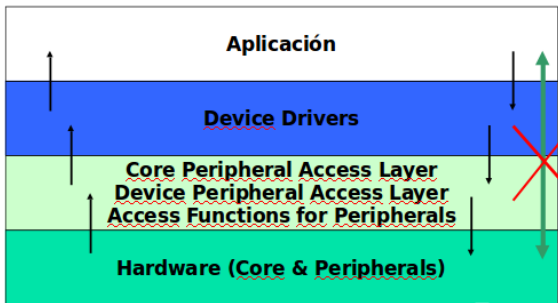 Aplicación
Device Drivers
Core Peripheral Access Layer
Device Peripheral Access Layer
Access Functions for Peripherals
Hardware (Core & Peripherals)